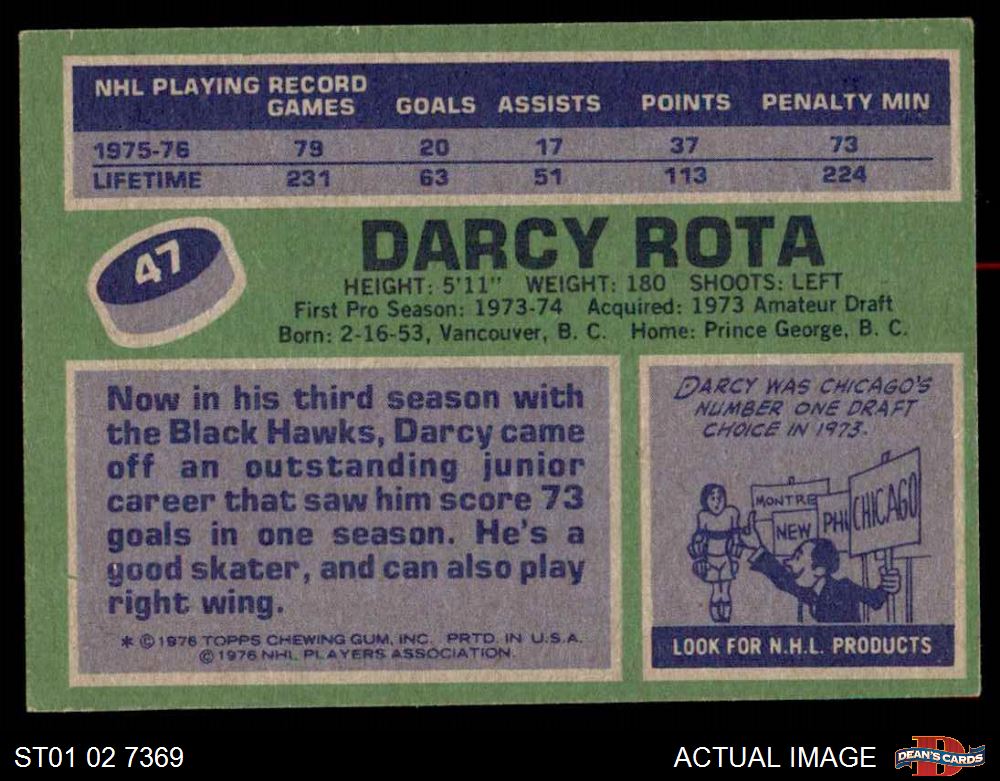 NHL PLAYING RECORD
GAMES GOALS ASSISTS POINTS PENALTY MIN
1975-76 79 20 17 37 73
LIFETIME 231 63 51 113 224
47
DARCY ROTA
HEIGHT: 5'11" WEIGHT: 180 SHOOTS: LEFT
First Pro Season: 1973-74 Acquired: 1973 Amateur Draft
Born: 2-16-53, Vancouver, B. C. Home: Prince George, B. C.
Now in his third season with
the Black Hawks, Darcy came
off an outstanding junior
career that saw him score 73
goals in one season. He's a
good skater, and can also play
right wing.
* © 1976 TOPPS CHEWING GUM, INC. PRTD. IN U.S.A.
© 1976 NHL PLAYERS ASSOCIATION.
DARCY WAS CHICAGO'S
NUMBER ONE DRAFT
CHOICE IN 1973.
MONTRE
NEW
PHI
CHICAGO
LOOK FOR N.H.L. PRODUCTS
ST01 02 7369
ACTUAL IMAGE
D
DEAN'S CARDS